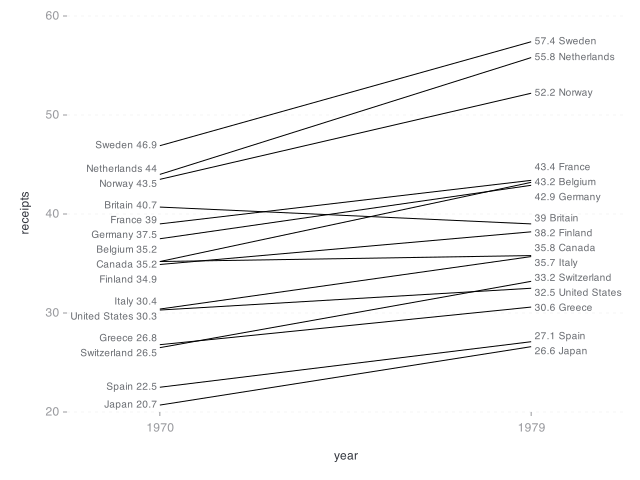 60
50
40
30
20
receipts
Sweden 46.9
Netherlands 44
Norway 43.5
Britain 40.7
France 39
Germany 37.5
Belgium 35.2
Canada 35.2
Finland 34.9
Italy 30.4
United States 30.3
Greece 26.8
Switzerland 26.5
Spain 22.5
Japan 20.7
57.4 Sweden
55.8 Netherlands
52.2 Norway
43.4 France
43.2 Belgium
42.9 Germany
39 Britain
38.2 Finland
35.8 Canada
35.7 Italy
33.2 Switzerland
32.5 United States
30.6 Greece
27.1 Spain
26.6 Japan
1970
1979
year